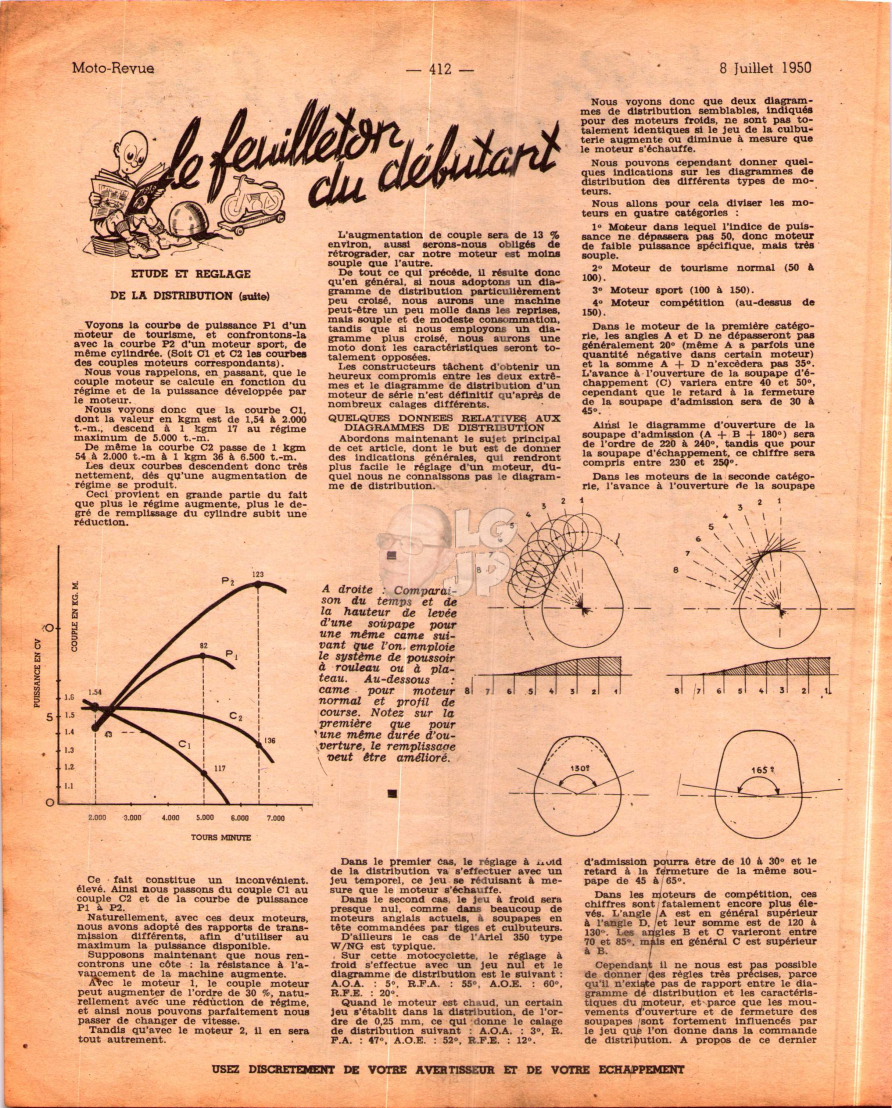 Moto-Revue
— 412 —
8 Juillet 1950
Le feuilleton
du débutant
ETUDE ET REGLAGE
DE LA DISTRIBUTION (suite)
Voyons la courbe de puissance P1 d'un
moteur de tourisme, et confrontons-la
avec la courbe P2 d'un moteur sport, de
même cylindrée. (Soit C1 et C2 les courbes
des couples moteurs correspondants).
Nous vous rappelons, en passant, que le
couple moteur se calcule en fonction du
régime et de la puissance développée par
le moteur.
Nous voyons donc que la courbe C1,
dont la valeur en kgm est de 1,54 à 2.000
t.-m., descend à 1 kgm 17 au régime
maximum de 5.000 t.-m.
De même la courbe C2 passe de 1 kgm
54 à 2.000 t.-m à 1 kgm 36 à 6.500 t.-m.
Les deux courbes descendent donc très
nettement, dès qu'une augmentation de
régime se produit.
Ceci provient en grande partie du fait
que plus le régime augmente, plus le de-
gré de remplissage du cylindre subit une
réduction.
L'augmentation de couple sera de 13 %
environ, aussi serons-nous obligés de
rétrograder, car notre moteur est moins
souple que l'autre.
De tout ce qui précède, il résulte donc
qu'en général, si nous adoptons un dia-
gramme de distribution particulièrement
peu croisé, nous aurons une machine
peut-être un peu molle dans les reprises,
mais souple et de modeste consommation,
tandis que si nous employons un dia-
gramme plus croisé, nous aurons une
moto dont les caractéristiques seront to-
talement opposées.
Les constructeurs tâchent d'obtenir un
heureux compromis entre les deux extrê-
mes et le diagramme de distribution d'un
moteur de série n'est définitif qu'après de
nombreux calages différents.
QUELQUES DONNEES RELATIVES AUX
DIAGRAMMES DE DISTRIBUTION
Abordons maintenant le sujet principal
de cet article, dont le but est de donner
des indications générales, qui rendront
plus facile le réglage d'un moteur, du-
quel nous ne connaissons pas le diagram-
me de distribution.
Nous voyons donc que deux diagram-
mes de distribution semblables, indiqués
pour des moteurs froids, ne sont pas to-
talement identiques si le jeu de la culbu-
terie augmente ou diminue à mesure que
le moteur s'échauffe.
Nous pouvons cependant donner quel-
ques indications sur les diagrammes de
distribution des différents types de mo-
teurs.
Nous allons pour cela diviser les mo-
teurs en quatre catégories :
1° Moteur dans lequel l'indice de puis-
sance ne dépassera pas 50, donc moteur
de faible puissance spécifique, mais très
souple.
2° Moteur de tourisme normal (50 à
100).
3° Moteur sport (100 à 150).
4° Moteur compétition (au-dessus de
150).
Dans le moteur de la première catégo-
rie, les angles A et D ne dépasseront pas
généralement 20° (même A a parfois une
quantité négative dans certain moteur)
et la somme A + D n'excèdera pas 35°.
L'avance à l'ouverture de la soupape d'é-
chappement (C) variera entre 40 et 50°,
cependant que le retard à la fermeture
de la soupape d'admission sera de 30 à
45°.
Ainsi le diagramme d'ouverture de la
soupape d'admission (A + B + 180°) sera
de l'ordre de 220 à 240°, tandis que pour
la soupape d'échappement, ce chiffre sera
compris entre 230 et 250°.
Dans les moteurs de la seconde catégo-
rie, l'avance à l'ouverture de la soupape
LG
JP
PUISSANCE EN CV
COUPLE EN KG. M.
P2
123
82
P1
1.54
1.6
1.5
1.4
1.3
1.2
1.1
5
O
43
C2
136
C1
117
2.000 3.000 4.000 5.000 6.000 7.000
TOURS MINUTE
A droite : Comparai-
son du temps et de
la hauteur de levée
d'une soupape pour
une même came sui-
vant que l'on emploie
le système de poussoir
à rouleau ou à pla-
teau. Au-dessous :
came pour moteur
normal et profil de
course. Notez sur la
première que pour
une même durée d'ou-
verture, le remplissage
peut être amélioré.
1 2 3 4 5 8
1 2 3 4 5 6 7 8
8 7 6 5 4 3 2 1
8 7 6 5 4 3 2 1
130°
165°
Ce fait constitue un inconvénient
élevé. Ainsi nous passons du couple C1 au
couple C2 et de la courbe de puissance
P1 à P2.
Naturellement, avec ces deux moteurs,
nous avons adopté des rapports de trans-
mission différents, afin d'utiliser au
maximum la puissance disponible.
Supposons maintenant que nous ren-
controns une côte : la résistance à l'a-
vancement de la machine augmente.
Avec le moteur 1, le couple moteur
peut augmenter de l'ordre de 30 %, natu-
rellement avec une réduction de régime,
et ainsi nous pouvons parfaitement nous
passer de changer de vitesse.
Tandis qu'avec le moteur 2, il en sera
tout autrement.
Dans le premier cas, le réglage à froid
de la distribution va s'effectuer avec un
jeu temporel, ce jeu se réduisant à me-
sure que le moteur s'échauffe.
Dans le second cas, le jeu à froid sera
presque nul, comme dans beaucoup de
moteurs anglais actuels, à soupapes en
tête commandées par tiges et culbuteurs.
D'ailleurs le cas de l'Ariel 350 type
W/NG est typique.
Sur cette motocyclette, le réglage à
froid s'effectue avec un jeu nul et le
diagramme de distribution est le suivant :
A.O.A. : 5°, R.F.A. : 55°, A.O.E. : 60°,
R.F.E. : 20°.
Quand le moteur est chaud, un certain
jeu s'établit dans la distribution, de l'or-
dre de 0,25 mm, ce qui donne le calage
de distribution suivant : A.O.A. : 3°, R.
F.A. : 47°, A.O.E. : 52°, R.F.E. : 12°.
d'admission pourra être de 10 à 30° et le
retard à la fermeture de la même sou-
pape de 45 à 65°.
Dans les moteurs de compétition, ces
chiffres sont fatalement encore plus éle-
vés. L'angle A est en général supérieur
à l'angle D, et leur somme est de 120 à
130°. Les angles B et C varieront entre
70 et 85°, mais en général C est supérieur
à B.
Cependant il ne nous est pas possible
de donner des règles très précises, parce
qu'il n'existe pas de rapport entre le dia-
gramme de distribution et les caractéris-
tiques du moteur, et parce que les mou-
vements d'ouverture et de fermeture des
soupapes sont fortement influencés par
le jeu que l'on donne dans la commande
de distribution. A propos de ce dernier
USEZ DISCRETEMENT DE VOTRE AVERTISSEUR ET DE VOTRE ECHAPPEMENT